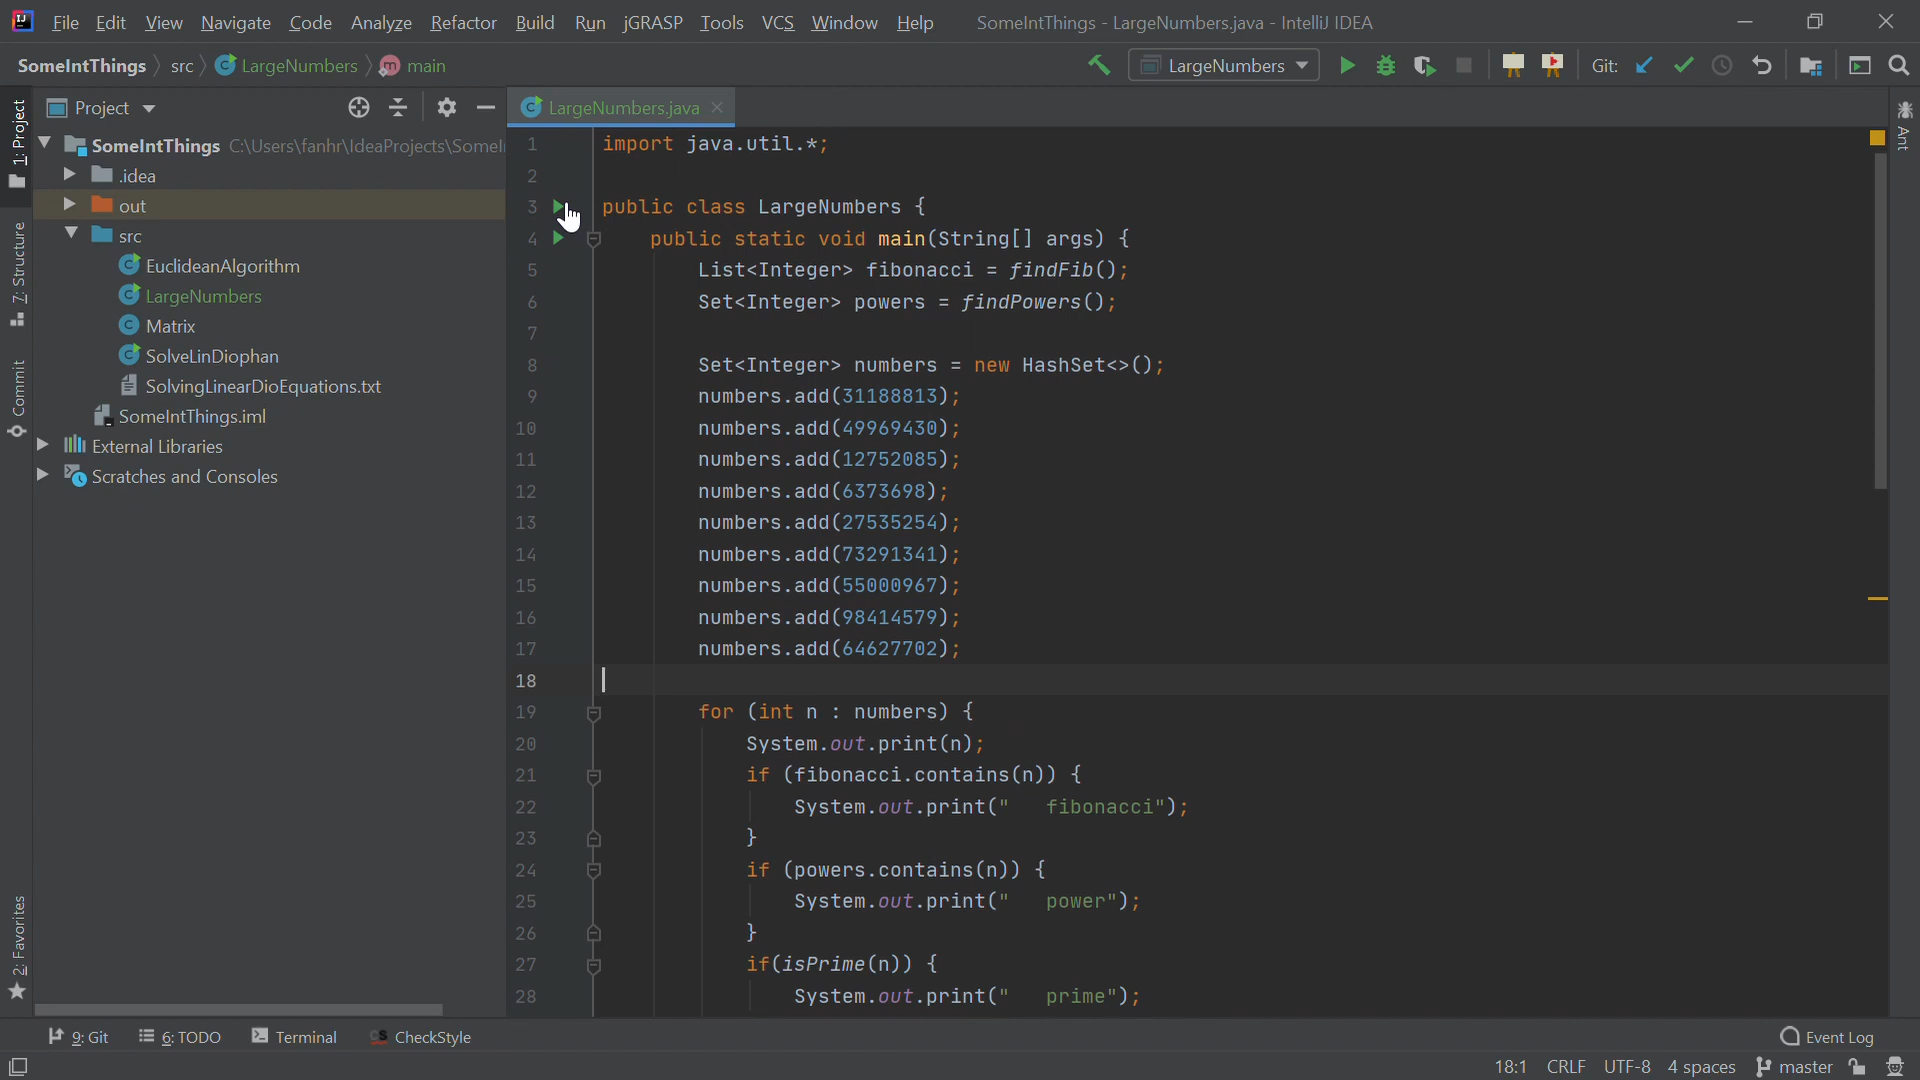 File Edit View Navigate Code Analyze Refactor Build Run jGRASP Tools VCS Window Help SomeIntThings - LargeNumbers.java - IntelliJ IDEA
SomeIntThings src LargeNumbers main LargeNumbers Git:
1: Project
7: Structure
Commit
2: Favorites
Project
SomeIntThings C:\Users\fanhr\IdeaProjects\SomeI
.idea
out
src
EuclideanAlgorithm
LargeNumbers
Matrix
SolveLinDiophan
SolvingLinearDioEquations.txt
SomeIntThings.iml
External Libraries
Scratches and Consoles
LargeNumbers.java
1 import java.util.*;
2
3 public class LargeNumbers {
4 public static void main(String[] args) {
5 List<Integer> fibonacci = findFib();
6 Set<Integer> powers = findPowers();
7
8 Set<Integer> numbers = new HashSet<>();
9 numbers.add(31188813);
10 numbers.add(49969430);
11 numbers.add(12752085);
12 numbers.add(6373698);
13 numbers.add(27535254);
14 numbers.add(73291341);
15 numbers.add(55000967);
16 numbers.add(98414579);
17 numbers.add(64627702);
18
19 for (int n : numbers) {
20 System.out.print(n);
21 if (fibonacci.contains(n)) {
22 System.out.print("   fibonacci");
23 }
24 if (powers.contains(n)) {
25 System.out.print("   power");
26 }
27 if(isPrime(n)) {
28 System.out.print("   prime");
Ant
9: Git 6: TODO Terminal CheckStyle Event Log
18:1 CRLF UTF-8 4 spaces master